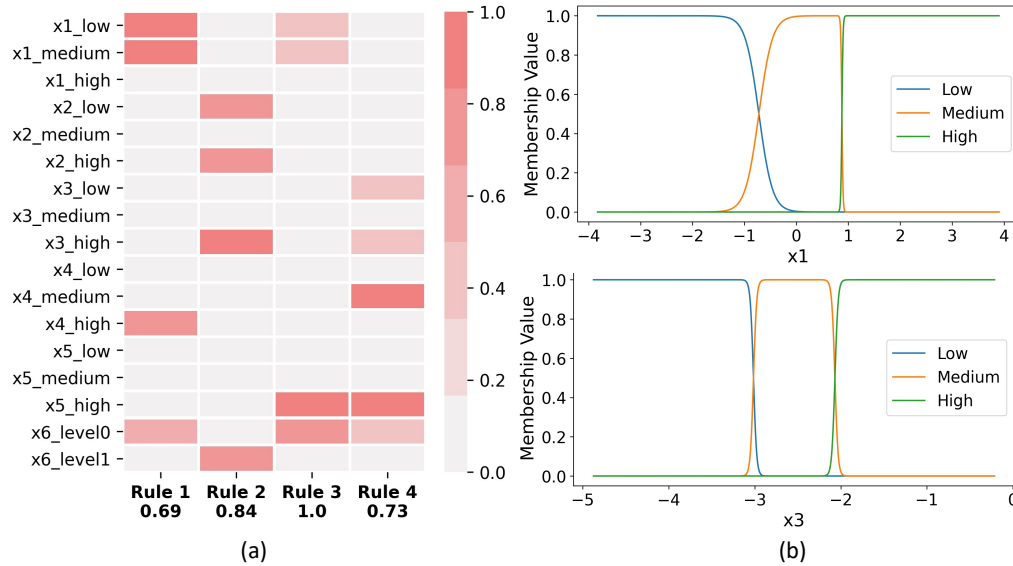 x1_low
x1_medium
x1_high
x2_low
x2_medium
x2_high
x3_low
x3_medium
x3_high
x4_low
x4_medium
x4_high
x5_low
x5_medium
x5_high
x6_level0
x6_level1
Rule 1 Rule 2 Rule 3 Rule 4
0.69 0.84 1.0 0.73
1.0
0.8
0.6
0.4
0.2
0.0
(a)
Membership Value
1.0
0.8
0.6
0.4
0.2
0.0
Low
Medium
High
−4 −3 −2 −1 0 1 2 3 4
x1
Membership Value
1.0
0.8
0.6
0.4
0.2
0.0
Low
Medium
High
−5 −4 −3 −2 −1 0
x3
(b)